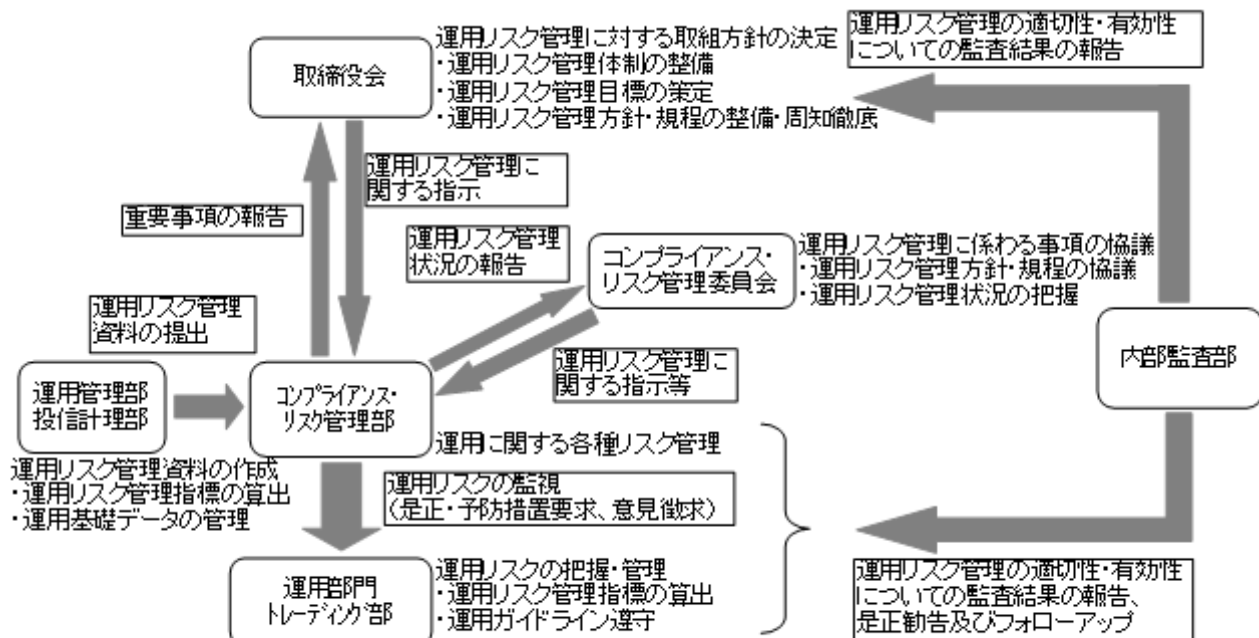 運用リスク管理に対する取組方針の決定
・運用リスク管理体制の整備
・運用リスク管理目標の策定
・運用リスク管理方針・規程の整備・周知徹底
取締役会
運用リスク管理の適切性・有効性
についての監査結果の報告
運用リスク管理に
関する指示
重要事項の報告
運用リスク管理
状況の報告
コンプライアンス・
リスク管理委員会
運用リスク管理に係わる事項の協議
・運用リスク管理方針・規程の協議
・運用リスク管理状況の把握
運用リスク管理
資料の提出
運用リスク管理に
関する指示等
内部監査部
運用管理部
投信計理部
コンプライアンス・
リスク管理部
運用に関する各種リスク管理
運用リスク管理資料の作成
・運用リスク管理指標の算出
・運用基礎データの管理
運用リスクの監視
（是正・予防措置要求、意見徴求）
運用部門
トレーディング部
運用リスクの把握・管理
・運用リスク管理指標の算出
・運用ガイドライン遵守
運用リスク管理の適切性・有効性
についての監査結果の報告、
是正勧告及びフォローアップ